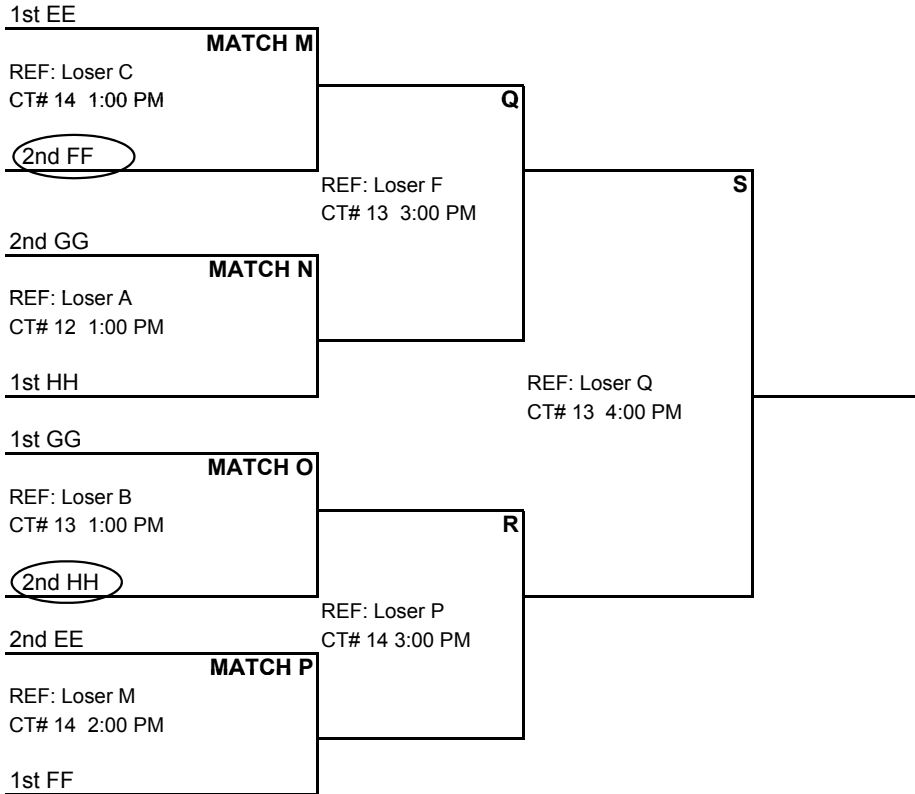 1st EE
MATCH M
REF: Loser C
CT# 14 1:00 PM
Q
2nd FF
REF: Loser F
CT# 13 3:00 PM
S
2nd GG
MATCH N
REF: Loser A
CT# 12 1:00 PM
1st HH
REF: Loser Q
CT# 13 4:00 PM
1st GG
MATCH O
REF: Loser B
CT# 13 1:00 PM
R
2nd HH
REF: Loser P
CT# 14 3:00 PM
2nd EE
MATCH P
REF: Loser M
CT# 14 2:00 PM
1st FF